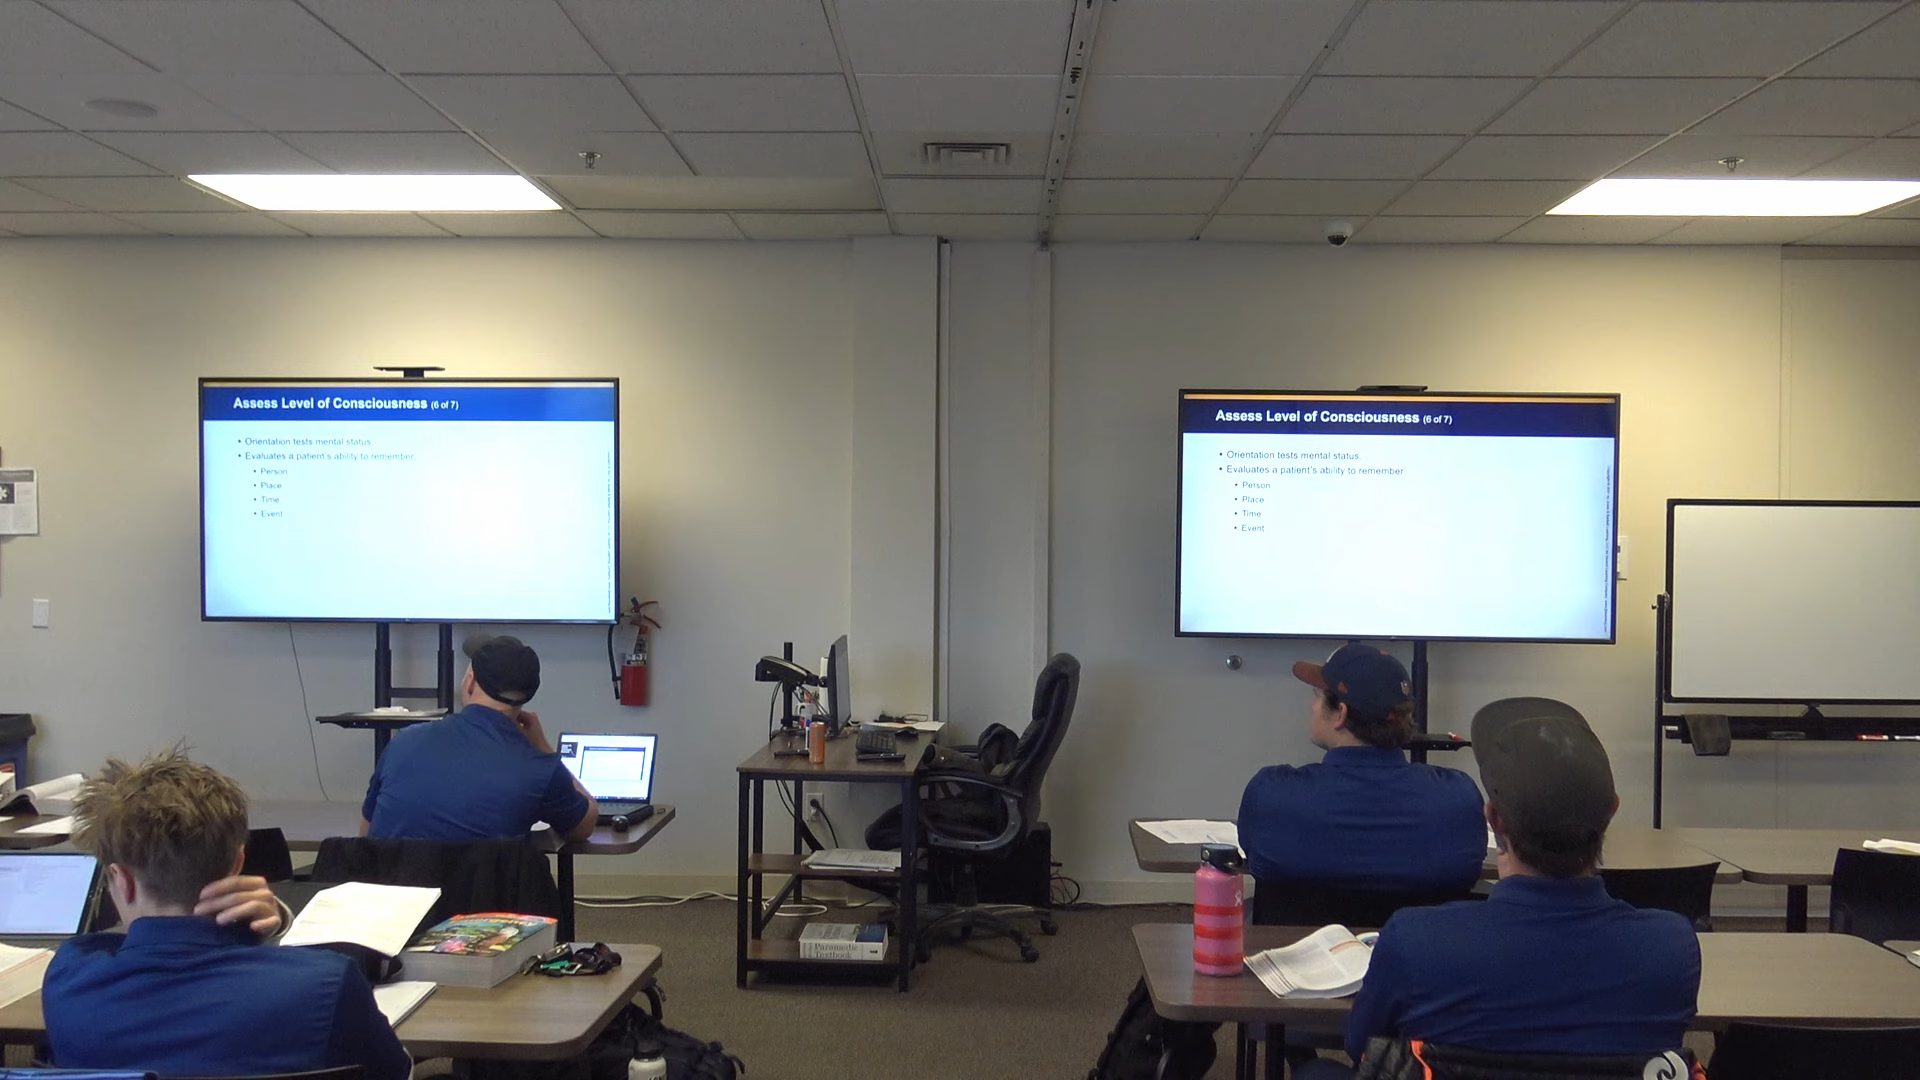 Assess Level of Consciousness (6 of 7)
• Orientation tests mental status.
• Evaluates a patient's ability to remember:
• Person
• Place
• Time
• Event
Assess Level of Consciousness (6 of 7)
• Orientation tests mental status.
• Evaluates a patient's ability to remember:
• Person
• Place
• Time
• Event
Paramedic
Textbook